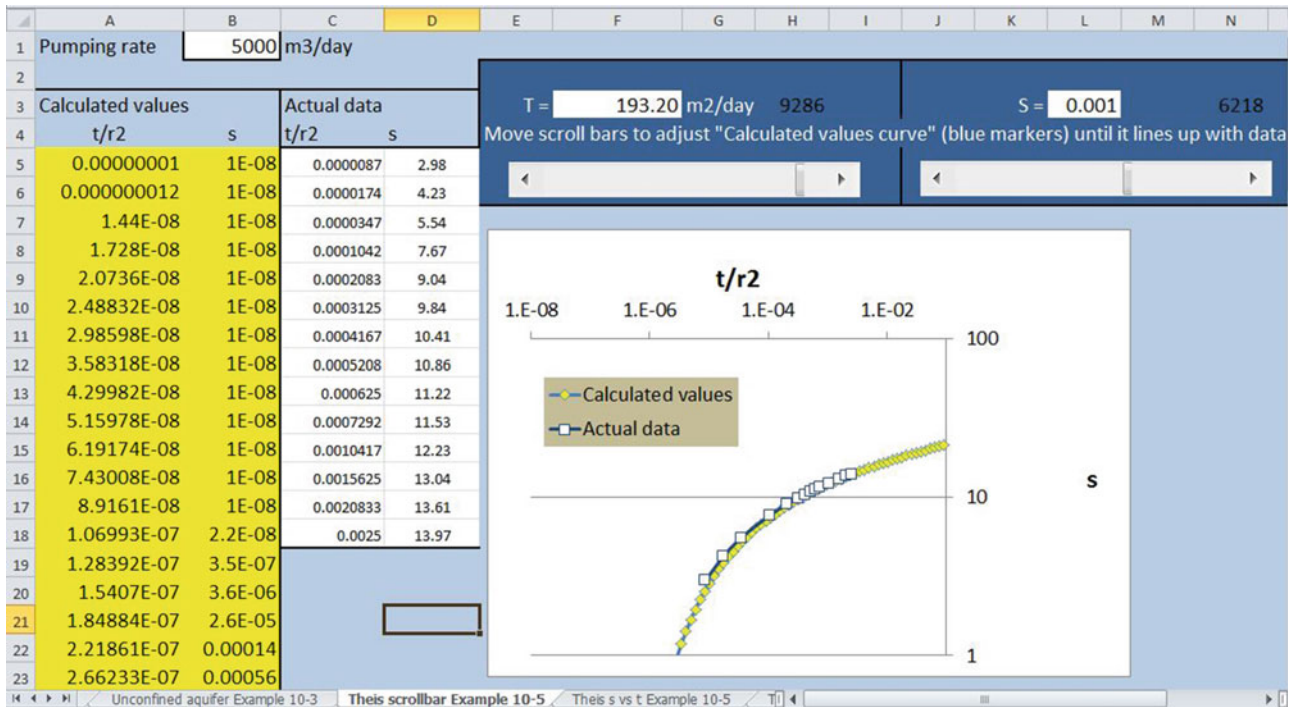 A B C D E F G H I J K L M N
1 Pumping rate 5000 m3/day
2
3 Calculated values Actual data T = 193.20 m2/day 9286 S = 0.001 6218
4 t/r2 s t/r2 s Move scroll bars to adjust "Calculated values curve" (blue markers) until it lines up with data
5 0.00000001 1E-08 0.0000087 2.98
6 0.000000012 1E-08 0.0000174 4.23
7 1.44E-08 1E-08 0.0000347 5.54
8 1.728E-08 1E-08 0.0001042 7.67
9 2.0736E-08 1E-08 0.0002083 9.04
10 2.48832E-08 1E-08 0.0003125 9.84
11 2.98598E-08 1E-08 0.0004167 10.41
12 3.58318E-08 1E-08 0.0005208 10.86
13 4.29982E-08 1E-08 0.000625 11.22
14 5.15978E-08 1E-08 0.0007292 11.53
15 6.19174E-08 1E-08 0.0010417 12.23
16 7.43008E-08 1E-08 0.0015625 13.04
17 8.9161E-08 1E-08 0.0020833 13.61
18 1.06993E-07 2.2E-08 0.0025 13.97
19 1.28392E-07 3.5E-07
20 1.5407E-07 3.6E-06
21 1.84884E-07 2.6E-05
22 2.21861E-07 0.00014
23 2.66233E-07 0.00056
t/r2
1.E-08 1.E-06 1.E-04 1.E-02
100
Calculated values
Actual data
10
s
1
Unconfined aquifer Example 10-3 Theis scrollbar Example 10-5 Theis s vs t Example 10-5